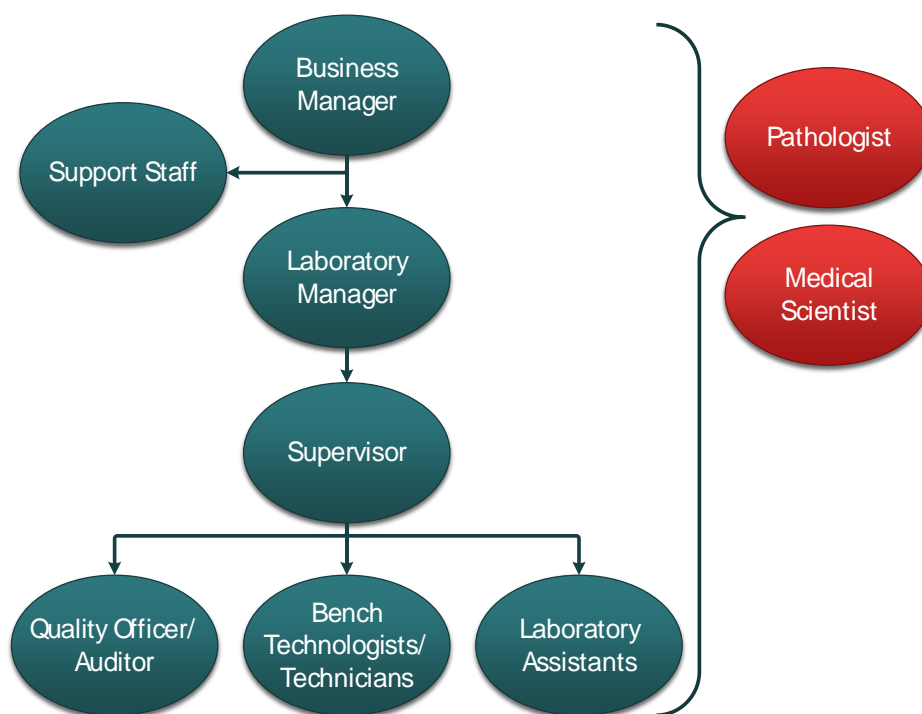 Business
Manager
Support Staff
Laboratory
Manager
Supervisor
Quality Officer/
Auditor
Bench
Technologists/
Technicians
Laboratory
Assistants
Pathologist
Medical
Scientist